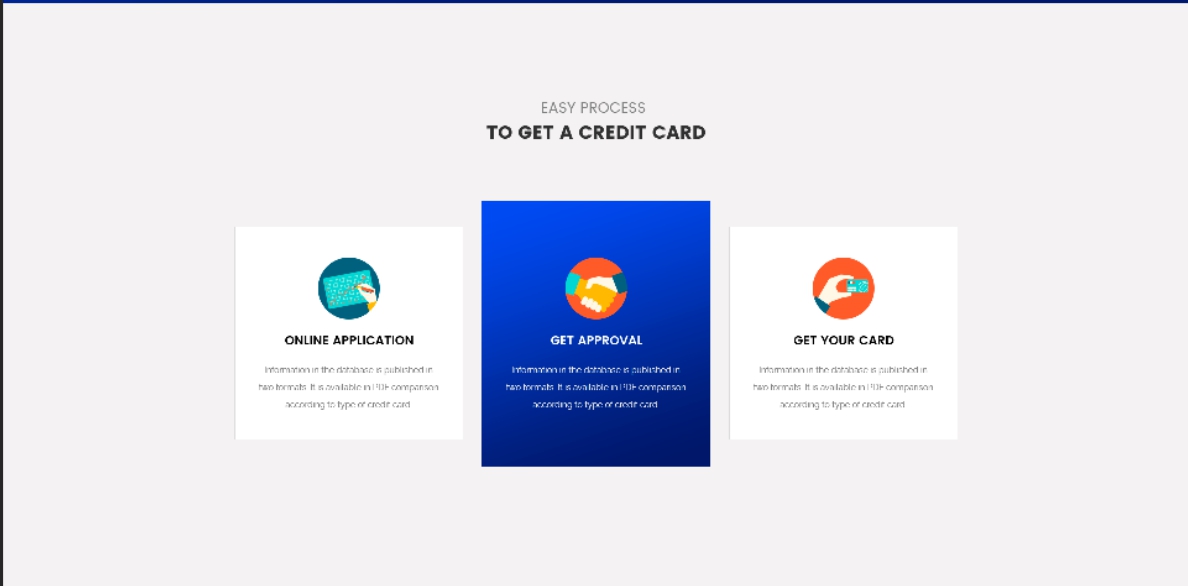 EASY PROCESS
TO GET A CREDIT CARD
ONLINE APPLICATION
Information in the database is published in
two formats. It is available in PDF comparison
according to type of credit card
GET APPROVAL
Information in the database is published in
two formats. It is available in PDF comparison
according to type of credit card
GET YOUR CARD
Information in the database is published in
two formats. It is available in PDF comparison
according to type of credit card